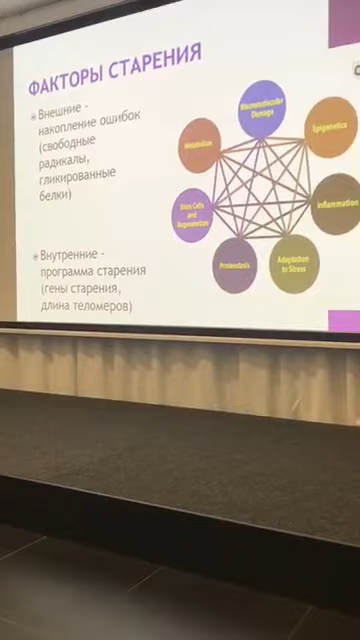 ФАКТОРЫ СТАРЕНИЯ
Внешние -
накопление ошибок
(свободные
радикалы,
гликированные
белки)
Внутренние -
программа старения
(гены старения,
длина теломеров)
Macromolecular
Damage
Epigenetics
Inflammation
Adaptation
to Stress
Proteostasis
Stem Cells
and
Regeneration
Metabolism